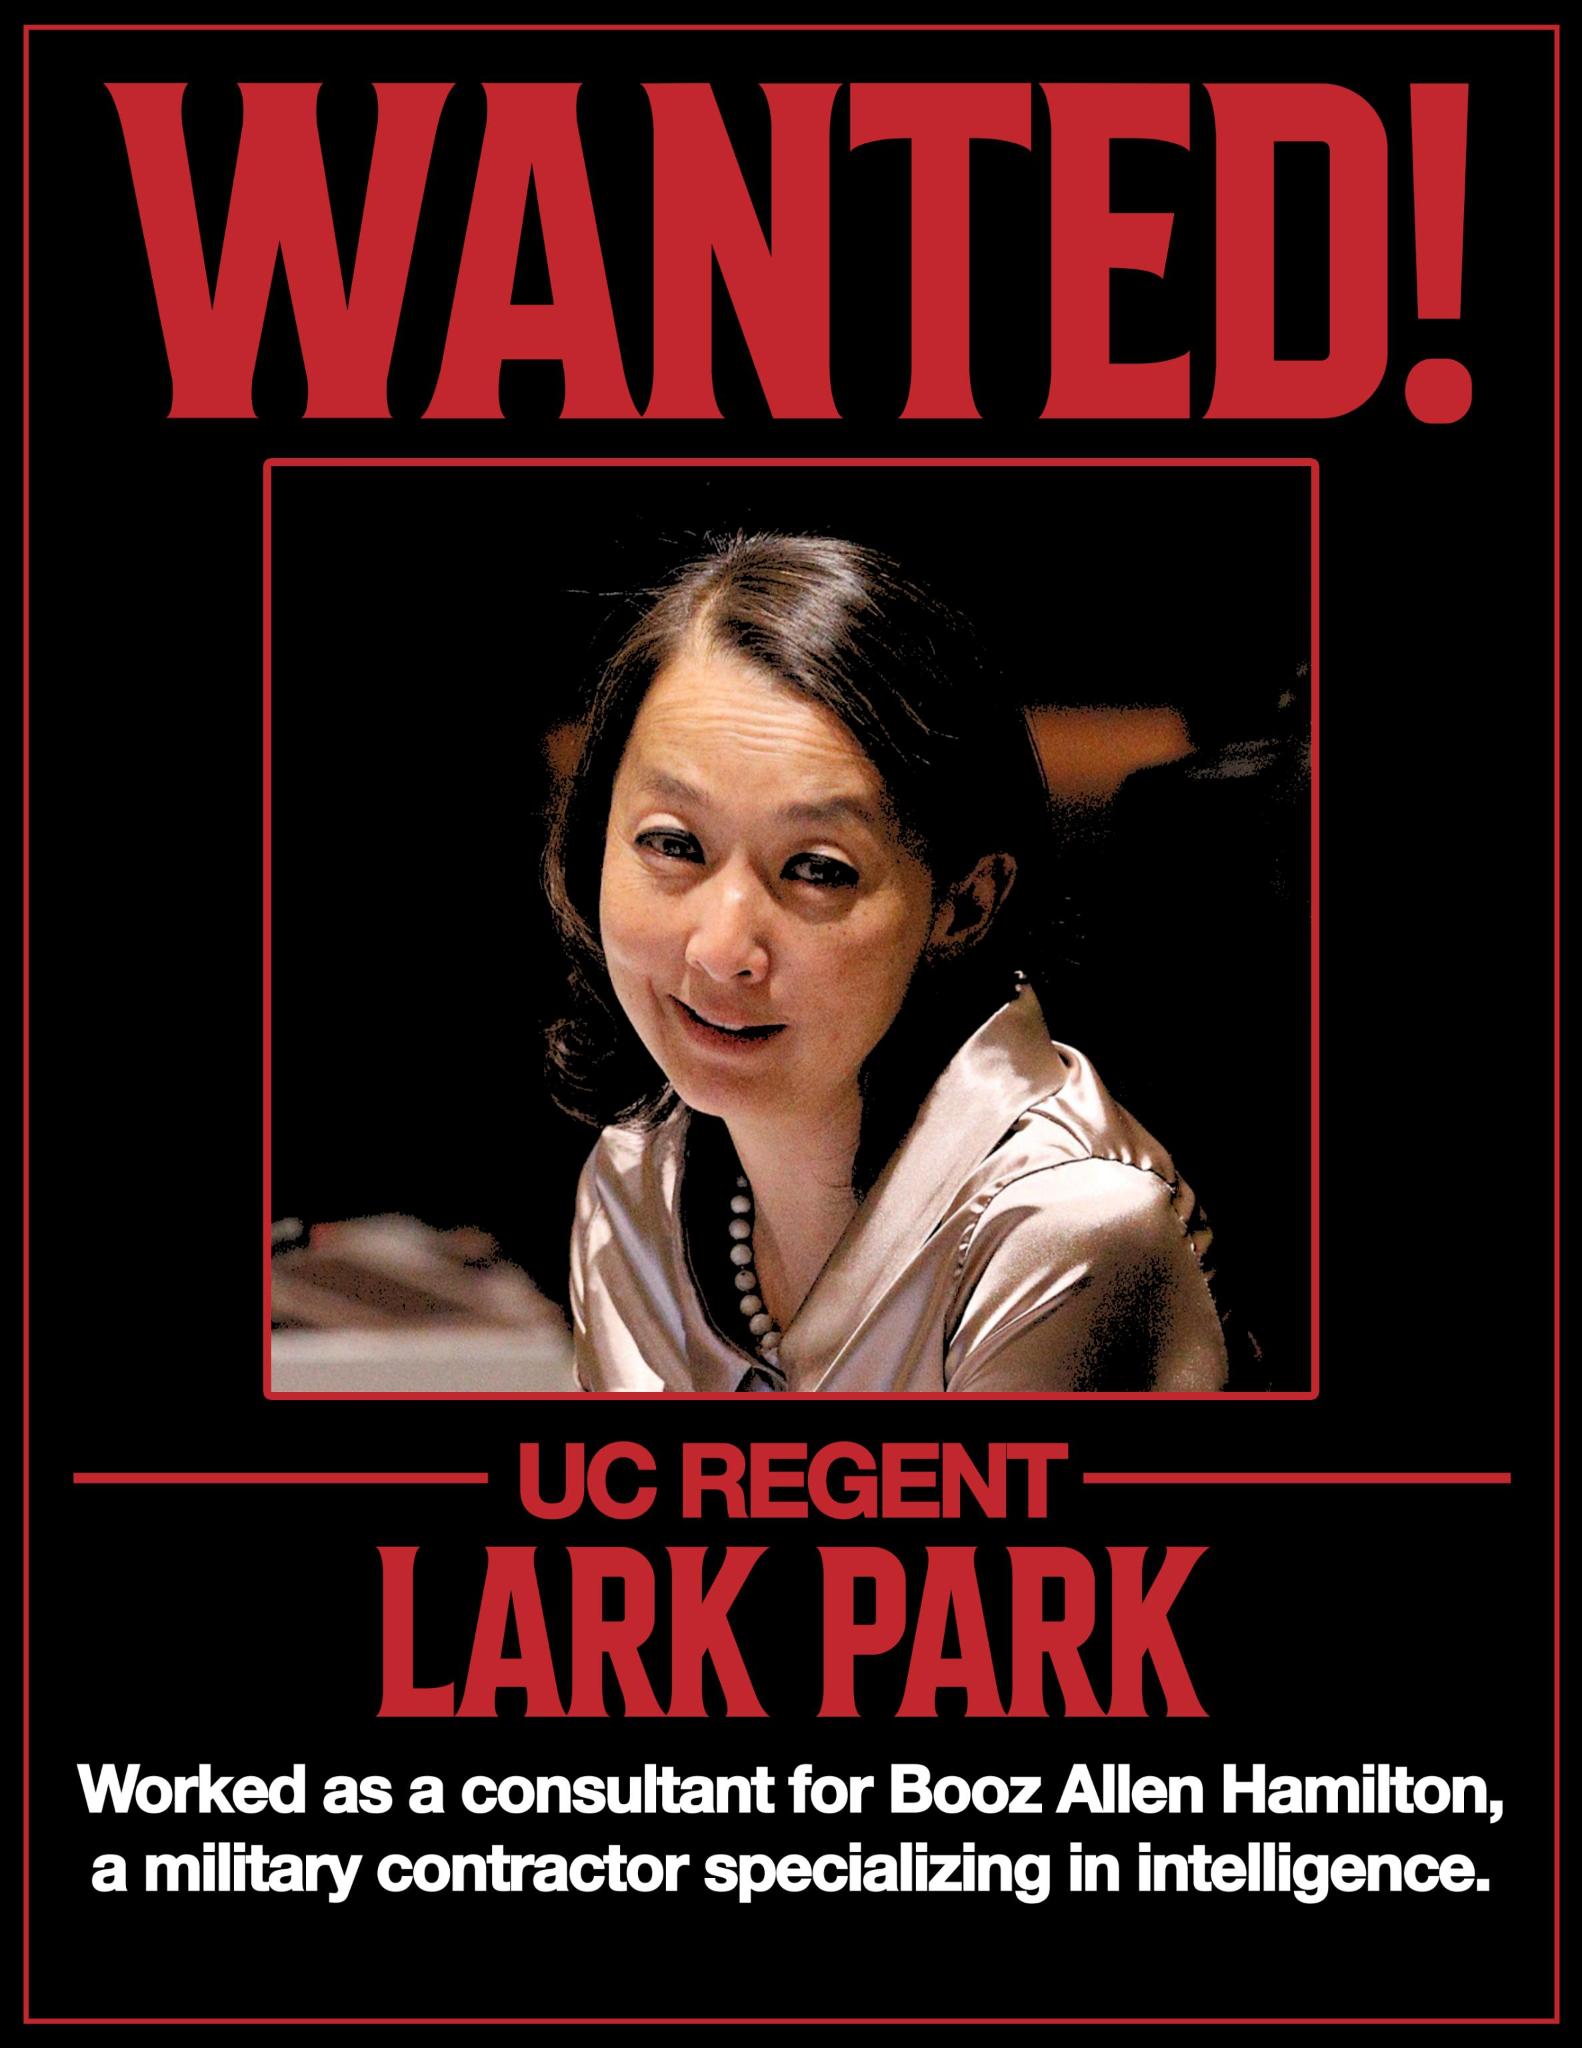 WANTED!
UC REGENT
LARK PARK
Worked as a consultant for Booz Allen Hamilton,
a military contractor specializing in intelligence.